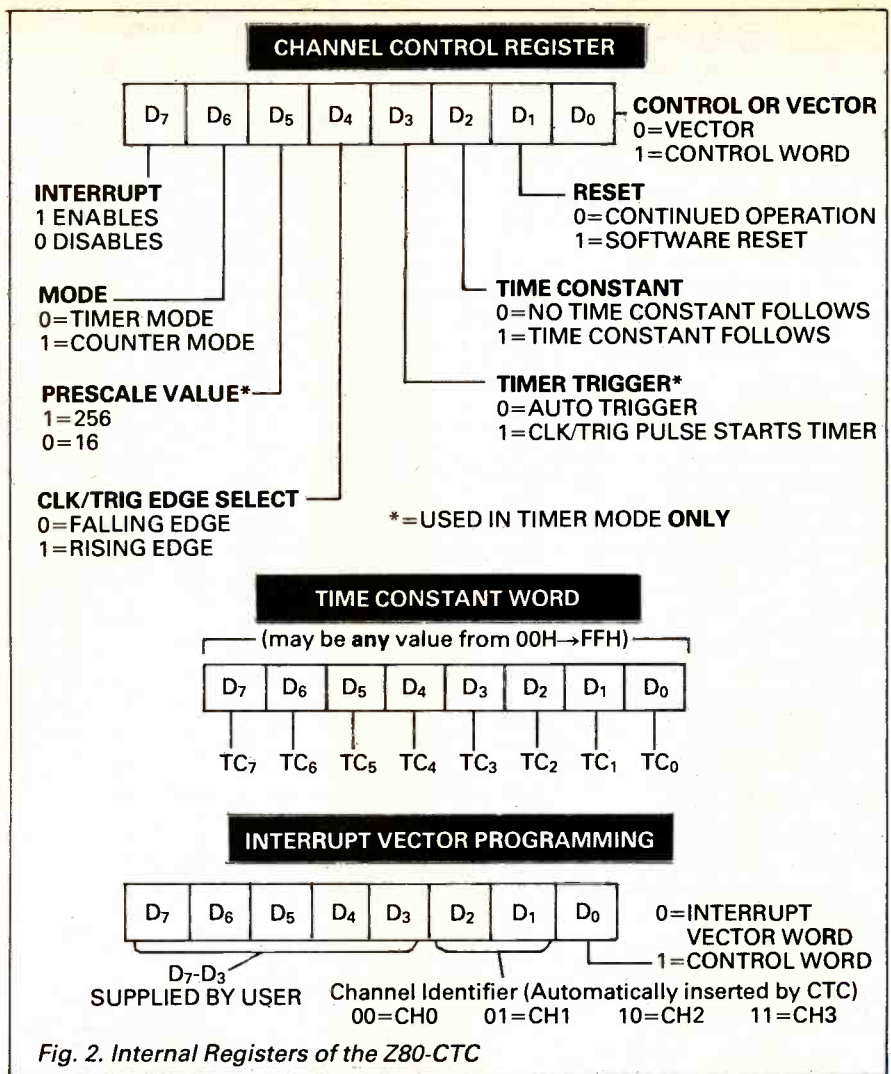 CHANNEL CONTROL REGISTER
D₇ D₆ D₅ D₄ D₃ D₂ D₁ D₀
CONTROL OR VECTOR
0=VECTOR
1=CONTROL WORD
INTERRUPT
1 ENABLES
0 DISABLES
RESET
0=CONTINUED OPERATION
1=SOFTWARE RESET
MODE
0=TIMER MODE
1=COUNTER MODE
TIME CONSTANT
0=NO TIME CONSTANT FOLLOWS
1=TIME CONSTANT FOLLOWS
PRESCALE VALUE*
1=256
0=16
TIMER TRIGGER*
0=AUTO TRIGGER
1=CLK/TRIG PULSE STARTS TIMER
CLK/TRIG EDGE SELECT
0=FALLING EDGE
1=RISING EDGE
*=USED IN TIMER MODE ONLY
TIME CONSTANT WORD
(may be any value from 00H→FFH)
D₇ D₆ D₅ D₄ D₃ D₂ D₁ D₀
TC₇ TC₆ TC₅ TC₄ TC₃ TC₂ TC₁ TC₀
INTERRUPT VECTOR PROGRAMMING
D₇ D₆ D₅ D₄ D₃ D₂ D₁ D₀
0=INTERRUPT
VECTOR WORD
1=CONTROL WORD
D₇-D₃
SUPPLIED BY USER
Channel Identifier (Automatically inserted by CTC)
00=CH0 01=CH1 10=CH2 11=CH3
Fig. 2. Internal Registers of the Z80-CTC